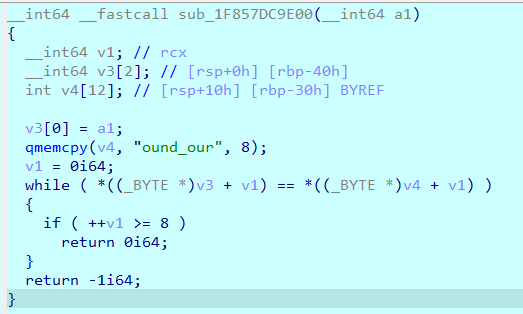 __int64 __fastcall sub_1F857DC9E00(__int64 a1)
{
  __int64 v1; // rcx
  __int64 v3[2]; // [rsp+0h] [rbp-40h]
  int v4[12]; // [rsp+10h] [rbp-30h] BYREF

  v3[0] = a1;
  qmemcpy(v4, "ound_our", 8);
  v1 = 0i64;
  while ( *((_BYTE *)v3 + v1) == *((_BYTE *)v4 + v1) )
  {
    if ( ++v1 >= 8 )
      return 0i64;
  }
  return -1i64;
}